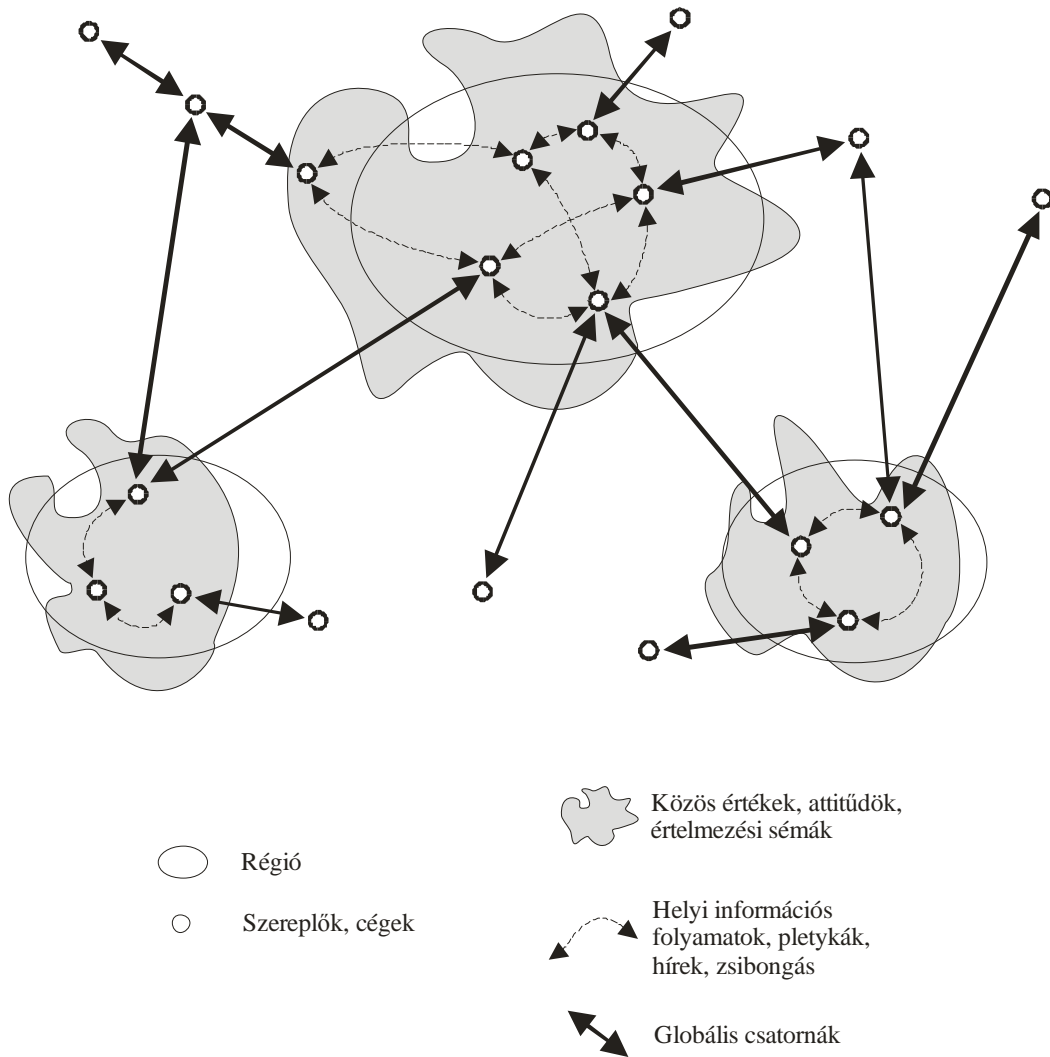 Régió
Szereplők, cégek
Közös értékek, attitűdök,
értelmezési sémák
Helyi információs
folyamatok, pletykák,
hírek, zsibongás
Globális csatornák